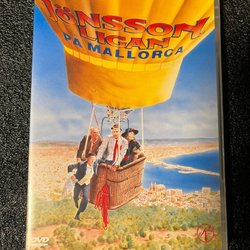 JÖNSSON
LIGAN
PÅ MALLORCA
DVD